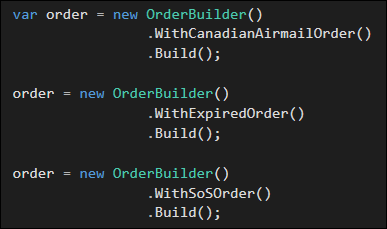 var order = new OrderBuilder()
.WithCanadianAirmailOrder()
.Build();
order = new OrderBuilder()
.WithExpiredOrder()
.Build();
order = new OrderBuilder()
.WithSoSOrder()
.Build();